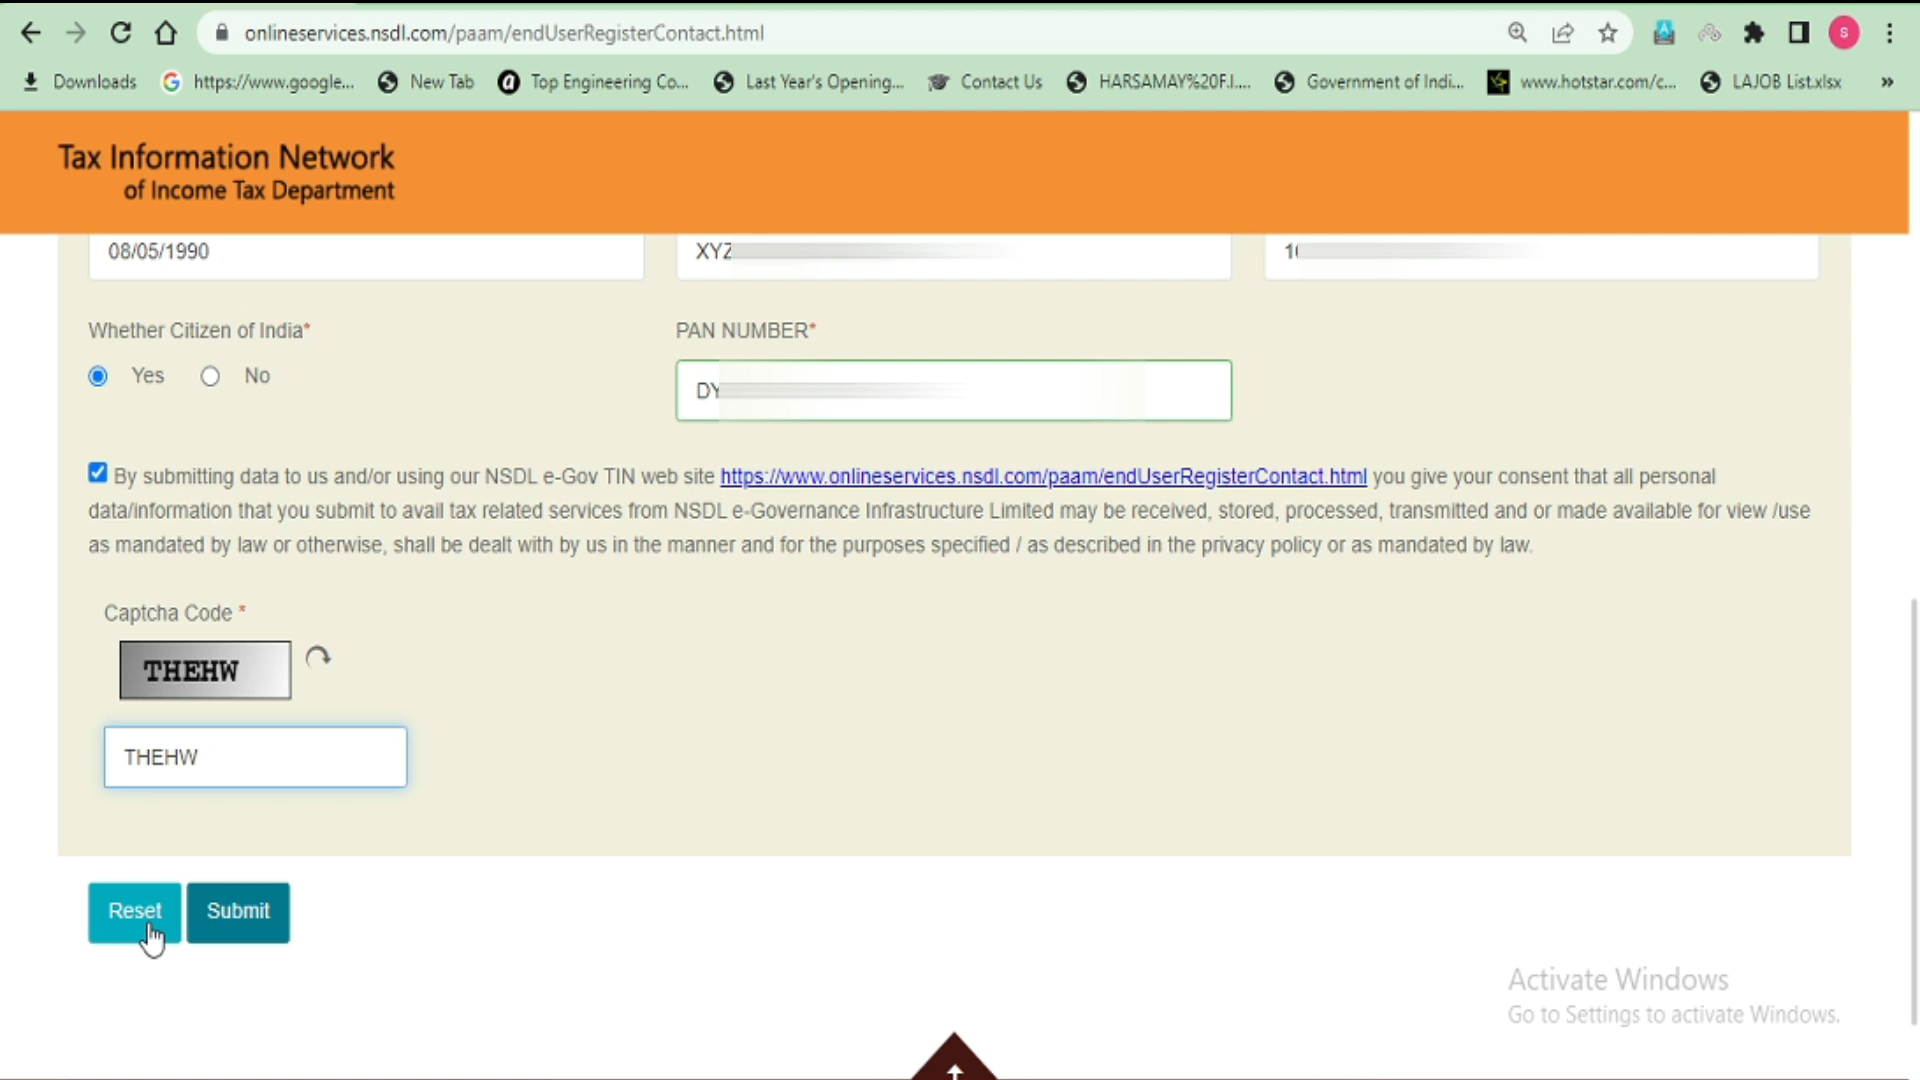 onlineservices.nsdl.com/paam/endUserRegisterContact.html
S
Downloads https://www.google... New Tab Top Engineering Co... Last Year's Opening... Contact Us HARSAMAY%20F.I.... Government of Indi... www.hotstar.com/c... LAJOB List.xlsx »
Tax Information Network
of Income Tax Department
08/05/1990 XYZ
Whether Citizen of India* PAN NUMBER*
Yes No DY
By submitting data to us and/or using our NSDL e-Gov TIN web site https://www.onlineservices.nsdl.com/paam/endUserRegisterContact.html you give your consent that all personal
data/information that you submit to avail tax related services from NSDL e-Governance Infrastructure Limited may be received, stored, processed, transmitted and or made available for view /use
as mandated by law or otherwise, shall be dealt with by us in the manner and for the purposes specified / as described in the privacy policy or as mandated by law.
Captcha Code *
THEHW
THEHW
Reset Submit
Activate Windows
Go to Settings to activate Windows.